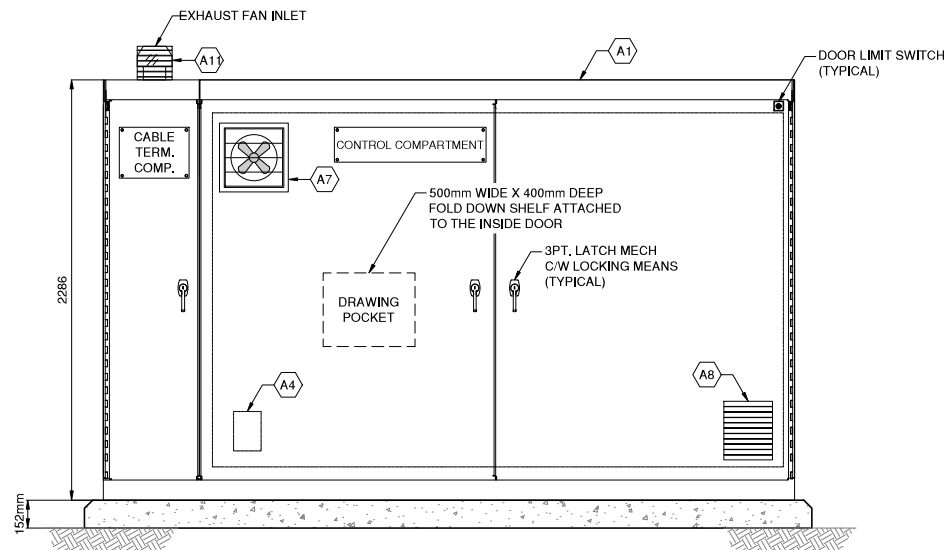 EXHAUST FAN INLET
A11
A1
DOOR LIMIT SWITCH
(TYPICAL)
CABLE
TERM.
COMP.
CONTROL COMPARTMENT
A7
500mm WIDE X 400mm DEEP
FOLD DOWN SHELF ATTACHED
TO THE INSIDE DOOR
3PT. LATCH MECH
C/W LOCKING MEANS
(TYPICAL)
2286
DRAWING
POCKET
A4
A8
152mm